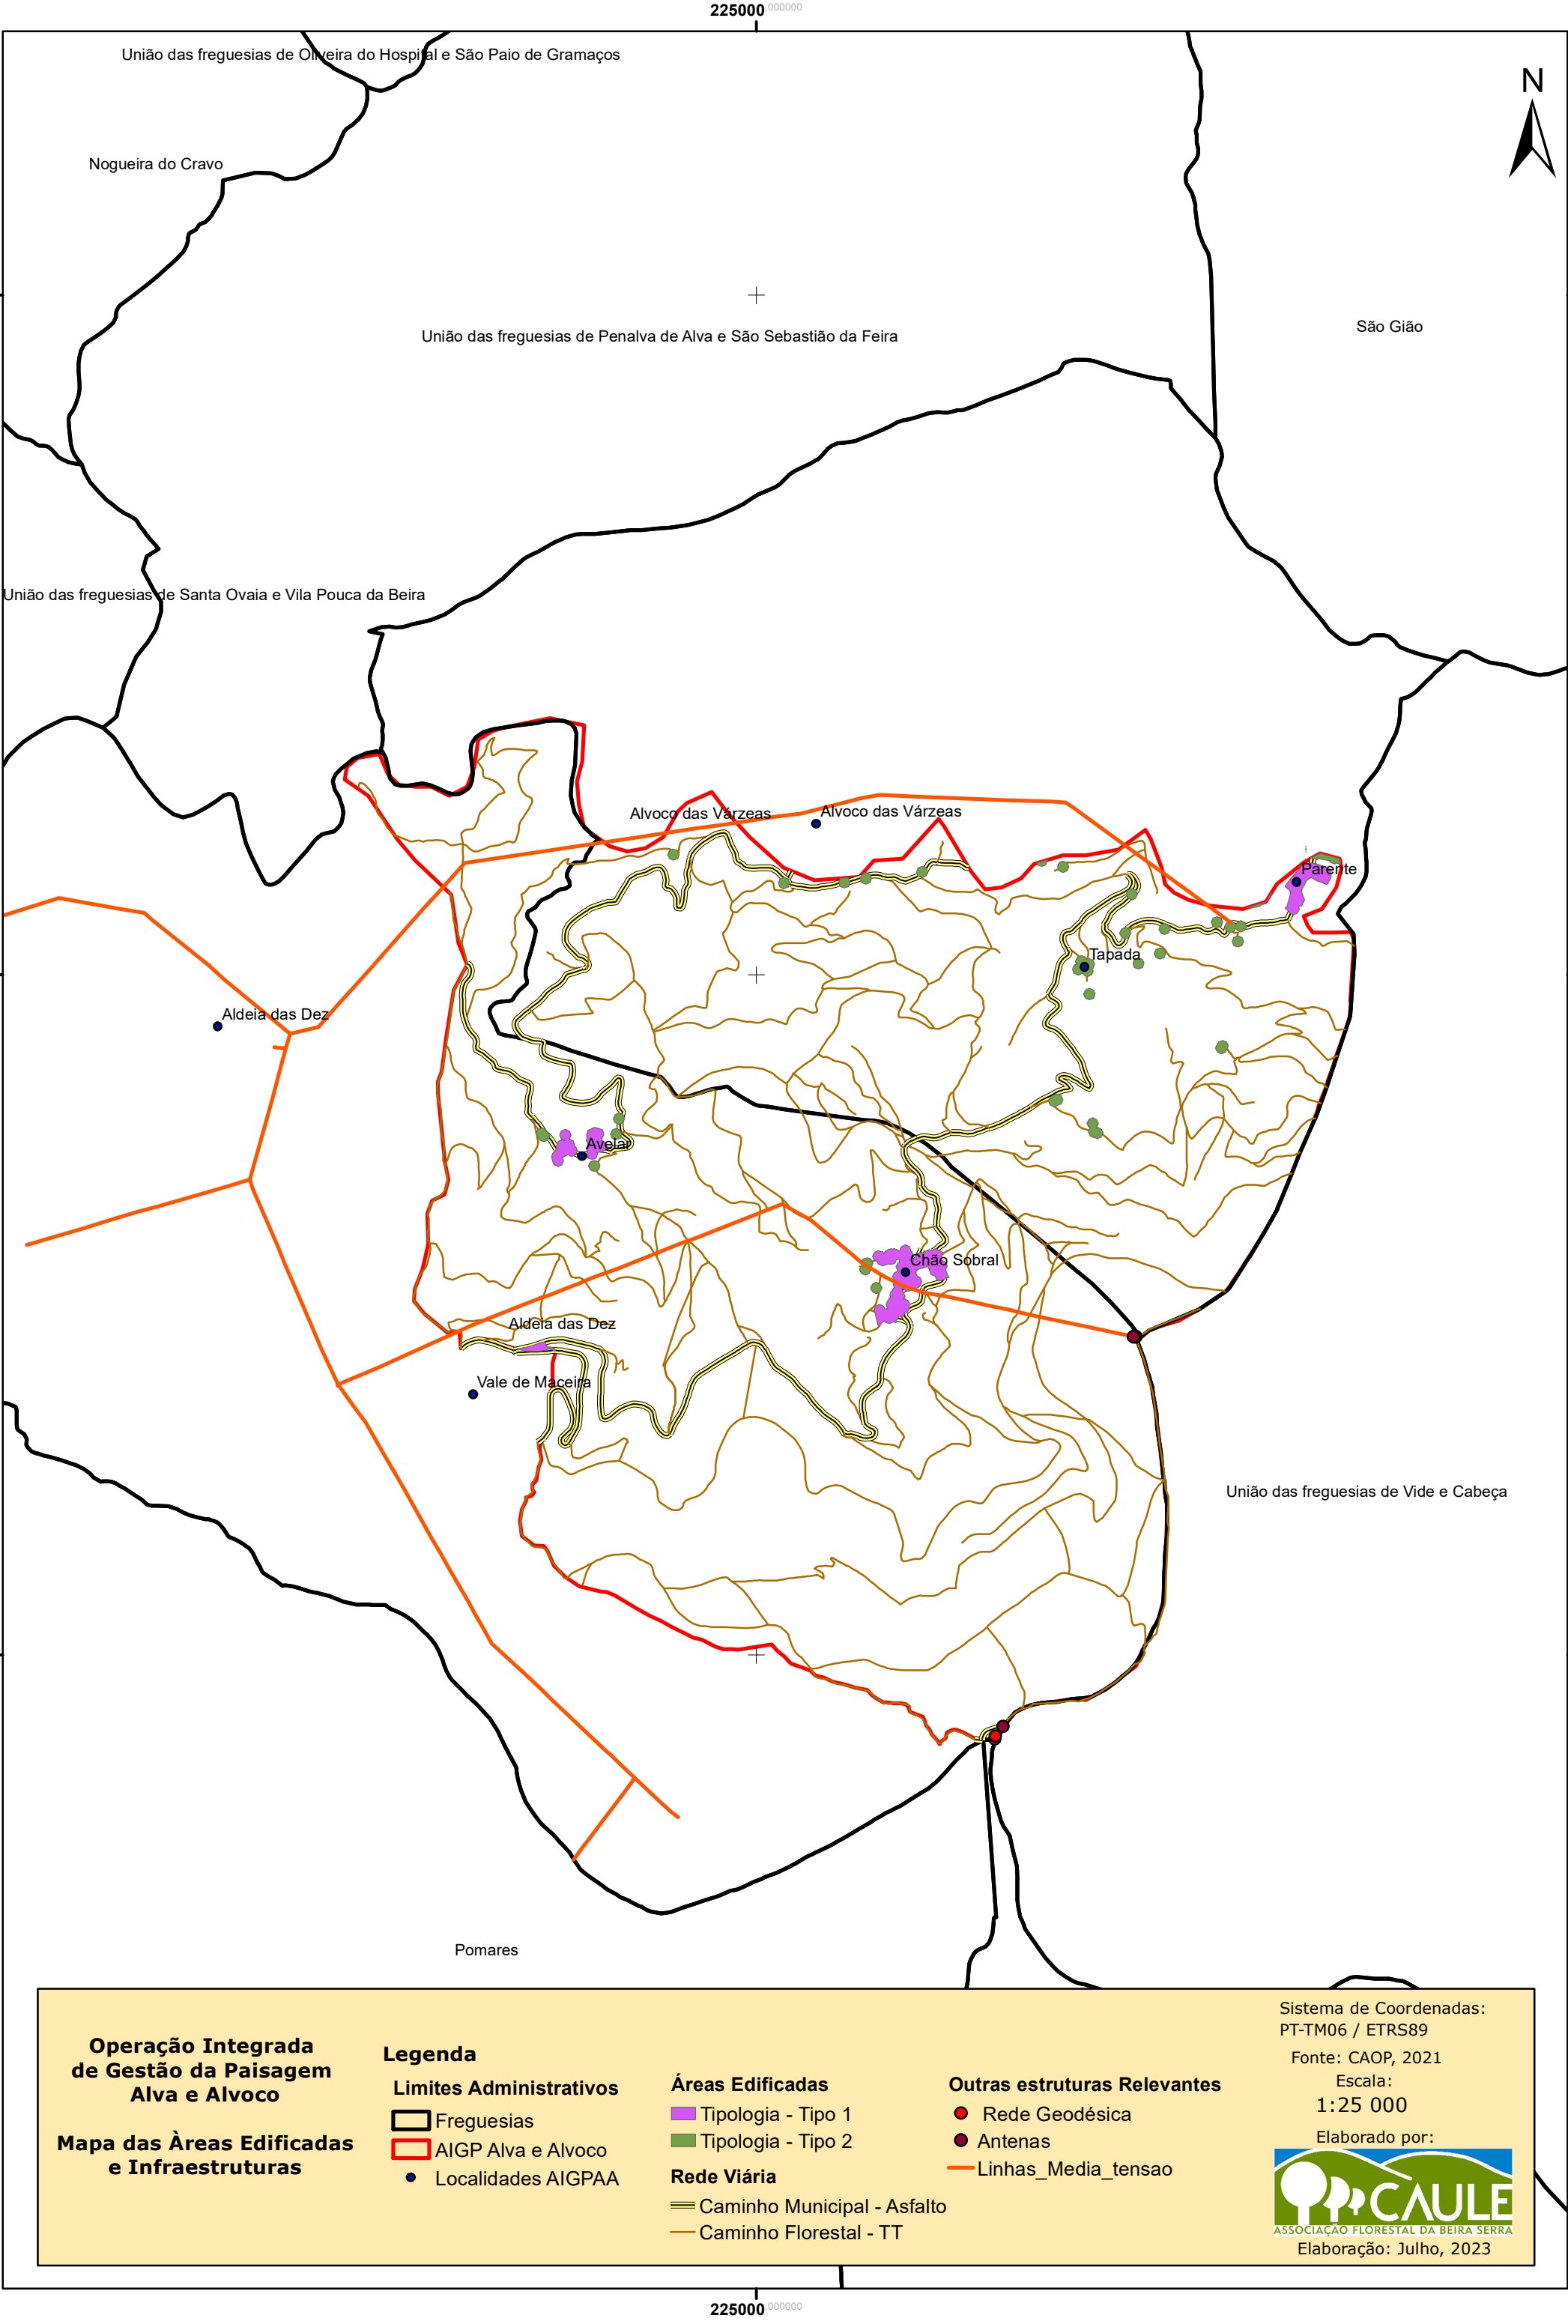 225000.000000
N
União das freguesias de Oliveira do Hospital e São Paio de Gramaços
Nogueira do Cravo
São Gião
União das freguesias de Penalva de Alva e São Sebastião da Feira
União das freguesias de Santa Ovaia e Vila Pouca da Beira
Alvoco das Várzeas
Alvoco das Várzeas
Parente
Tapada
Aldeia das Dez
Avelar
Chão Sobral
Aldeia das Dez
Vale de Maceira
União das freguesias de Vide e Cabeça
Pomares
Operação Integrada
de Gestão da Paisagem
Alva e Alvoco
Mapa das Àreas Edificadas
e Infraestruturas
Legenda
Limites Administrativos
Freguesias
AIGP Alva e Alvoco
Localidades AIGPAA
Áreas Edificadas
Tipologia - Tipo 1
Tipologia - Tipo 2
Rede Viária
Caminho Municipal - Asfalto
Caminho Florestal - TT
Outras estruturas Relevantes
Rede Geodésica
Antenas
Linhas_Media_tensao
Sistema de Coordenadas:
PT-TM06 / ETRS89
Fonte: CAOP, 2021
Escala:
1:25 000
Elaborado por:
CAULE
ASSOCIAÇÃO FLORESTAL DA BEIRA SERRA
Elaboração: Julho, 2023
225000.000000